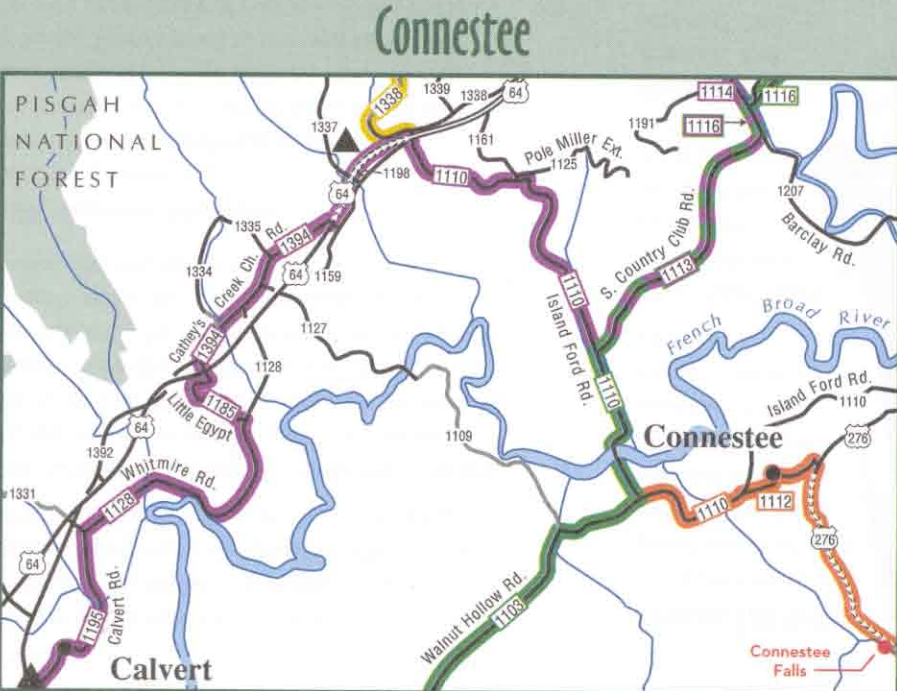 Connestee
PISGAH
NATIONAL
FOREST
1337
1338
1339
1338
64
1161
1198
1110
Pole Miller Ext.
1125
1114
1116
1116
1191
1207
Barclay Rd.
64
1335
1394
Cathey's Creek Ch. Rd.
1334
64
1159
1394
1127
1128
1110
Island Ford Rd.
S. Country Club Rd.
1113
French Broad River
1185
Little Egypt
1110
Island Ford Rd.
1110
64
1392
1109
Connestee
276
Whitmire Rd.
1128
1331
1110
1112
276
64
Calvert Rd.
1195
Walnut Hollow Rd.
1103
Calvert
Connestee
Falls